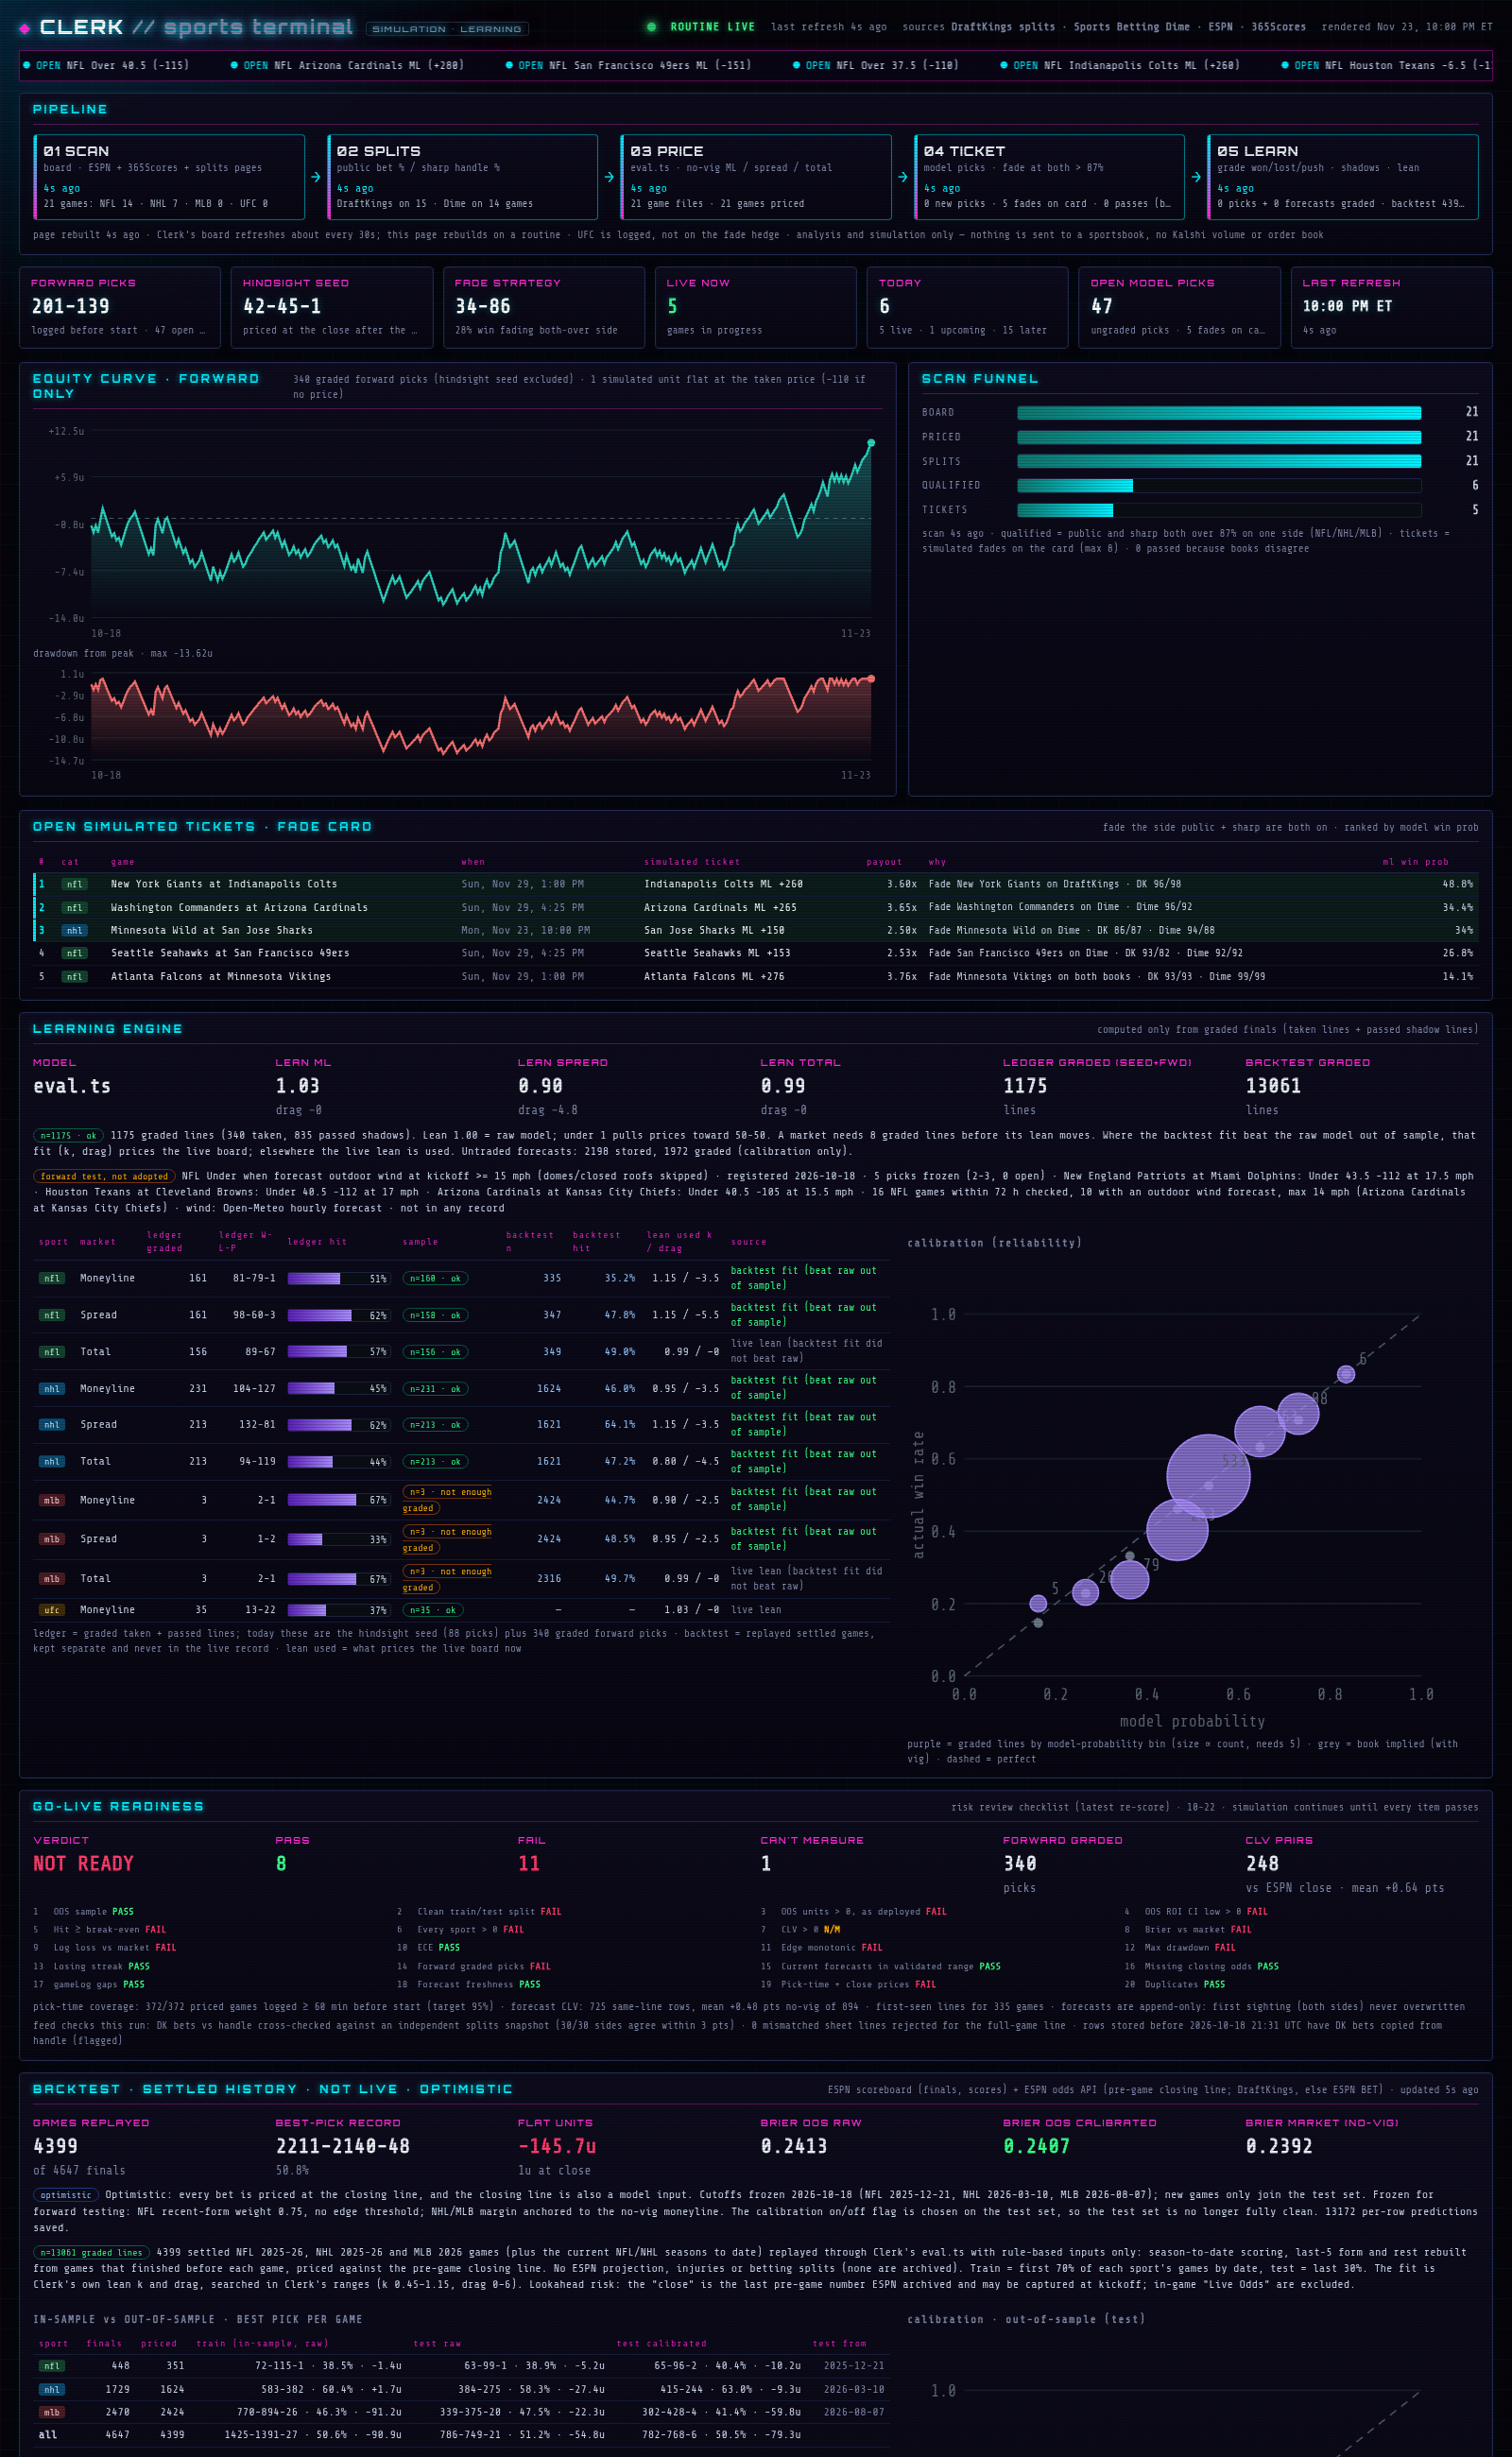 ◆ CLERK // sports terminal SIMULATION · LEARNING
ROUTINE LIVE last refresh 4s ago sources DraftKings splits · Sports Betting Dime · ESPN · 365Scores rendered Nov 23, 10:00 PM ET
● OPEN NFL Over 40.5 (-115) ● OPEN NFL Arizona Cardinals ML (+280) ● OPEN NFL San Francisco 49ers ML (-151) ● OPEN NFL Over 37.5 (-110) ● OPEN NFL Indianapolis Colts ML (+260) ● OPEN NFL Houston Texans -6.5 (-1
PIPELINE
01 SCAN
board · ESPN + 365Scores + splits pages
4s ago
21 games: NFL 14 · NHL 7 · MLB 0 · UFC 0
→
02 SPLITS
public bet % / sharp handle %
4s ago
DraftKings on 15 · Dime on 14 games
→
03 PRICE
eval.ts · no-vig ML / spread / total
4s ago
21 game files · 21 games priced
→
04 TICKET
model picks · fade at both > 87%
4s ago
0 new picks · 5 fades on card · 0 passes (b…
→
05 LEARN
grade won/lost/push · shadows · lean
4s ago
0 picks + 0 forecasts graded · backtest 439…
page rebuilt 4s ago · Clerk's board refreshes about every 30s; this page rebuilds on a routine · UFC is logged, not on the fade hedge · analysis and simulation only — nothing is sent to a sportsbook, no Kalshi volume or order book
FORWARD PICKS
201-139
logged before start · 47 open …
HINDSIGHT SEED
42-45-1
priced at the close after the …
FADE STRATEGY
34-86
28% win fading both-over side
LIVE NOW
5
games in progress
TODAY
6
5 live · 1 upcoming · 15 later
OPEN MODEL PICKS
47
ungraded picks · 5 fades on ca…
LAST REFRESH
10:00 PM ET
4s ago
EQUITY CURVE · FORWARD ONLY
340 graded forward picks (hindsight seed excluded) · 1 simulated unit flat at the taken price (-110 if no price)
+12.5u
+5.9u
-0.8u
-7.4u
-14.0u
10-18 11-23
drawdown from peak · max -13.62u
1.1u
-2.9u
-6.8u
-10.8u
-14.7u
10-18 11-23
SCAN FUNNEL
BOARD 21
PRICED 21
SPLITS 21
QUALIFIED 6
TICKETS 5
scan 4s ago · qualified = public and sharp both over 87% on one side (NFL/NHL/MLB) · tickets =
simulated fades on the card (max 8) · 0 passed because books disagree
OPEN SIMULATED TICKETS · FADE CARD
fade the side public + sharp are both on · ranked by model win prob
# cat game when simulated ticket payout why ml win prob
1 nfl New York Giants at Indianapolis Colts Sun, Nov 29, 1:00 PM Indianapolis Colts ML +260 3.60x Fade New York Giants on DraftKings · DK 96/98 48.8%
2 nfl Washington Commanders at Arizona Cardinals Sun, Nov 29, 4:25 PM Arizona Cardinals ML +265 3.65x Fade Washington Commanders on Dime · Dime 96/92 34.4%
3 nhl Minnesota Wild at San Jose Sharks Mon, Nov 23, 10:00 PM San Jose Sharks ML +150 2.50x Fade Minnesota Wild on Dime · DK 86/87 · Dime 94/88 34%
4 nfl Seattle Seahawks at San Francisco 49ers Sun, Nov 29, 4:25 PM Seattle Seahawks ML +153 2.53x Fade San Francisco 49ers on Dime · DK 93/82 · Dime 92/92 26.8%
5 nfl Atlanta Falcons at Minnesota Vikings Sun, Nov 29, 1:00 PM Atlanta Falcons ML +276 3.76x Fade Minnesota Vikings on both books · DK 93/93 · Dime 99/99 14.1%
LEARNING ENGINE
computed only from graded finals (taken lines + passed shadow lines)
MODEL
eval.ts
LEAN ML
1.03
drag -0
LEAN SPREAD
0.90
drag -4.8
LEAN TOTAL
0.99
drag -0
LEDGER GRADED (SEED+FWD)
1175
lines
BACKTEST GRADED
13061
lines
n=1175 · ok 1175 graded lines (340 taken, 835 passed shadows). Lean 1.00 = raw model; under 1 pulls prices toward 50-50. A market needs 8 graded lines before its lean moves. Where the backtest fit beat the raw model out of sample, that
fit (k, drag) prices the live board; elsewhere the live lean is used. Untraded forecasts: 2198 stored, 1972 graded (calibration only).
forward test, not adopted NFL Under when forecast outdoor wind at kickoff >= 15 mph (domes/closed roofs skipped) · registered 2026-10-18 · 5 picks frozen (2-3, 0 open) · New England Patriots at Miami Dolphins: Under 43.5 -112 at 17.5 mph
· Houston Texans at Cleveland Browns: Under 40.5 -112 at 17 mph · Arizona Cardinals at Kansas City Chiefs: Under 40.5 -105 at 15.5 mph · 16 NFL games within 72 h checked, 10 with an outdoor wind forecast, max 14 mph (Arizona Cardinals
at Kansas City Chiefs) · wind: Open-Meteo hourly forecast · not in any record
sport market ledger graded ledger W-L-P ledger hit sample backtest n backtest hit lean used k / drag source
nfl Moneyline 161 81-79-1 51% n=160 · ok 335 35.2% 1.15 / -3.5 backtest fit (beat raw out of sample)
nfl Spread 161 98-60-3 62% n=158 · ok 347 47.8% 1.15 / -5.5 backtest fit (beat raw out of sample)
nfl Total 156 89-67 57% n=156 · ok 349 49.0% 0.99 / -0 live lean (backtest fit did not beat raw)
nhl Moneyline 231 104-127 45% n=231 · ok 1624 46.0% 0.95 / -3.5 backtest fit (beat raw out of sample)
nhl Spread 213 132-81 62% n=213 · ok 1621 64.1% 1.15 / -3.5 backtest fit (beat raw out of sample)
nhl Total 213 94-119 44% n=213 · ok 1621 47.2% 0.80 / -4.5 backtest fit (beat raw out of sample)
mlb Moneyline 3 2-1 67% n=3 · not enough graded 2424 44.7% 0.90 / -2.5 backtest fit (beat raw out of sample)
mlb Spread 3 1-2 33% n=3 · not enough graded 2424 48.5% 0.95 / -2.5 backtest fit (beat raw out of sample)
mlb Total 3 2-1 67% n=3 · not enough graded 2316 49.7% 0.99 / -0 live lean (backtest fit did not beat raw)
ufc Moneyline 35 13-22 37% n=35 · ok — — 1.03 / -0 live lean
ledger = graded taken + passed lines; today these are the hindsight seed (88 picks) plus 340 graded forward picks · backtest = replayed settled games,
kept separate and never in the live record · lean used = what prices the live board now
calibration (reliability)
1.0
0.8
0.6
0.4
0.2
0.0
actual win rate
5
79
533
6
0.0 0.2 0.4 0.6 0.8 1.0
model probability
purple = graded lines by model-probability bin (size ∝ count, needs 5) · grey = book implied (with
vig) · dashed = perfect
GO-LIVE READINESS
risk review checklist (latest re-score) · 10-22 · simulation continues until every item passes
VERDICT
NOT READY
PASS
8
FAIL
11
CAN'T MEASURE
1
FORWARD GRADED
340
picks
CLV PAIRS
248
vs ESPN close · mean +0.64 pts
1 OOS sample PASS 2 Clean train/test split FAIL 3 OOS units > 0, as deployed FAIL 4 OOS ROI CI low > 0 FAIL
5 Hit ≥ break-even FAIL 6 Every sport > 0 FAIL 7 CLV > 0 N/M 8 Brier vs market FAIL
9 Log loss vs market FAIL 10 ECE PASS 11 Edge monotonic FAIL 12 Max drawdown FAIL
13 Losing streak PASS 14 Forward graded picks FAIL 15 Current forecasts in validated range PASS 16 Missing closing odds PASS
17 gameLog gaps PASS 18 Forecast freshness PASS 19 Pick-time + close prices FAIL 20 Duplicates PASS
pick-time coverage: 372/372 priced games logged ≥ 60 min before start (target 95%) · forecast CLV: 725 same-line rows, mean +0.48 pts no-vig of 894 · first-seen lines for 335 games · forecasts are append-only: first sighting (both sides) never overwritten
feed checks this run: DK bets vs handle cross-checked against an independent splits snapshot (30/30 sides agree within 3 pts) · 0 mismatched sheet lines rejected for the full-game line · rows stored before 2026-10-18 21:31 UTC have DK bets copied from
handle (flagged)
BACKTEST · SETTLED HISTORY · NOT LIVE · OPTIMISTIC
ESPN scoreboard (finals, scores) + ESPN odds API (pre-game closing line; DraftKings, else ESPN BET) · updated 5s ago
GAMES REPLAYED
4399
of 4647 finals
BEST-PICK RECORD
2211-2140-48
50.8%
FLAT UNITS
-145.7u
1u at close
BRIER OOS RAW
0.2413
BRIER OOS CALIBRATED
0.2407
BRIER MARKET (NO-VIG)
0.2392
optimistic Optimistic: every bet is priced at the closing line, and the closing line is also a model input. Cutoffs frozen 2026-10-18 (NFL 2025-12-21, NHL 2026-03-10, MLB 2026-08-07); new games only join the test set. Frozen for
forward testing: NFL recent-form weight 0.75, no edge threshold; NHL/MLB margin anchored to the no-vig moneyline. The calibration on/off flag is chosen on the test set, so the test set is no longer fully clean. 13172 per-row predictions
saved.
n=13061 graded lines 4399 settled NFL 2025-26, NHL 2025-26 and MLB 2026 games (plus the current NFL/NHL seasons to date) replayed through Clerk's eval.ts with rule-based inputs only: season-to-date scoring, last-5 form and rest rebuilt
from games that finished before each game, priced against the pre-game closing line. No ESPN projection, injuries or betting splits (none are archived). Train = first 70% of each sport's games by date, test = last 30%. The fit is
Clerk's own lean k and drag, searched in Clerk's ranges (k 0.45-1.15, drag 0-6). Lookahead risk: the "close" is the last pre-game number ESPN archived and may be captured at kickoff; in-game "Live Odds" are excluded.
IN-SAMPLE vs OUT-OF-SAMPLE · BEST PICK PER GAME
sport finals priced train (in-sample, raw) test raw test calibrated test from
nfl 448 351 72-115-1 · 38.5% · -1.4u 63-99-1 · 38.9% · -5.2u 65-96-2 · 40.4% · -10.2u 2025-12-21
nhl 1729 1624 583-382 · 60.4% · +1.7u 384-275 · 58.3% · -27.4u 415-244 · 63.0% · -9.3u 2026-03-10
mlb 2470 2424 770-894-26 · 46.3% · -91.2u 339-375-20 · 47.5% · -22.3u 302-428-4 · 41.4% · -59.8u 2026-08-07
all 4647 4399 1425-1391-27 · 50.6% · -90.9u 786-749-21 · 51.2% · -54.8u 782-768-6 · 50.5% · -79.3u
calibration · out-of-sample (test)
1.0